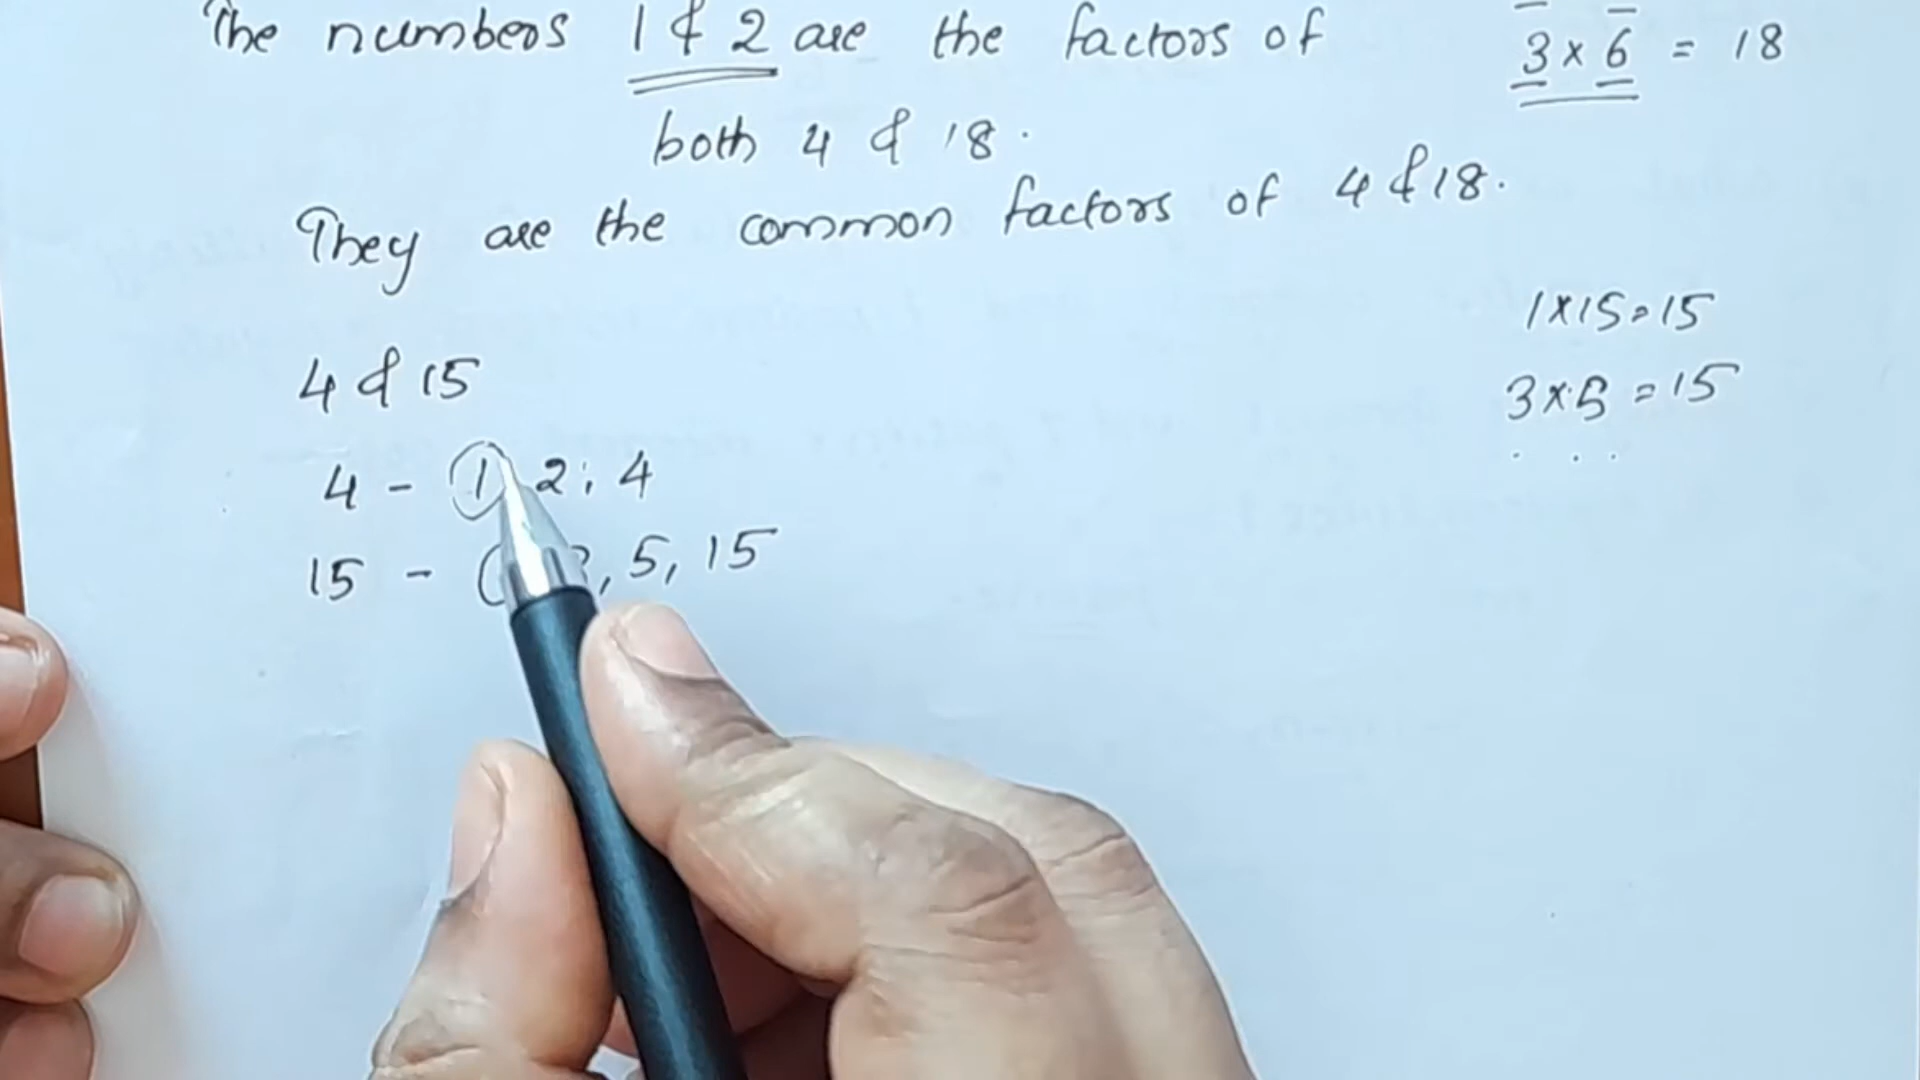 The numbers 1 & 2 are the factors of
both 4 & 18.
They are the common factors of 4 & 18.
3 x 6 = 18
4 & 15
4 - 1 2, 4
15 - , 5, 15
1 x 15 = 15
3 x 5 = 15